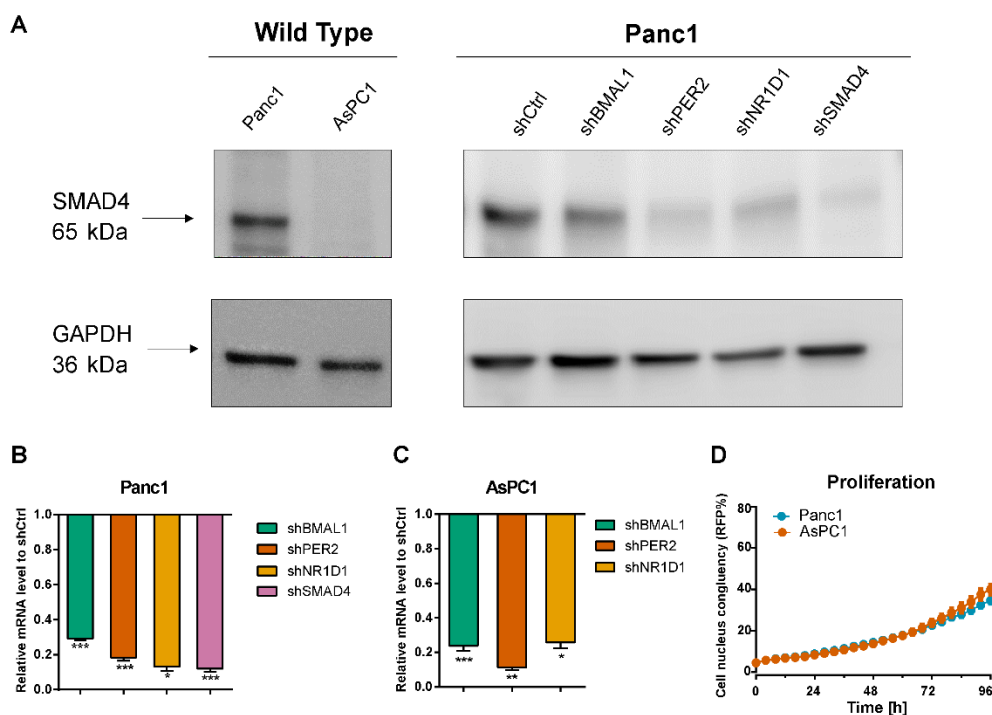 A
Wild Type
Panc1
Panc1
AsPC1
shCtrl
shBMAL1
shPER2
shNR1D1
shSMAD4
SMAD4
65 kDa
GAPDH
36 kDa
B
Panc1
Relative mRNA level to shCtrl
1.0
0.8
0.6
0.4
0.2
0.0
***
***
*
***
shBMAL1
shPER2
shNR1D1
shSMAD4
C
AsPC1
Relative mRNA level to shCtrl
1.0
0.8
0.6
0.4
0.2
0.0
***
**
*
shBMAL1
shPER2
shNR1D1
D
Proliferation
Cell nucleus congluency (RFP%)
80
60
40
20
0
Panc1
AsPC1
0 24 48 72 96
Time [h]